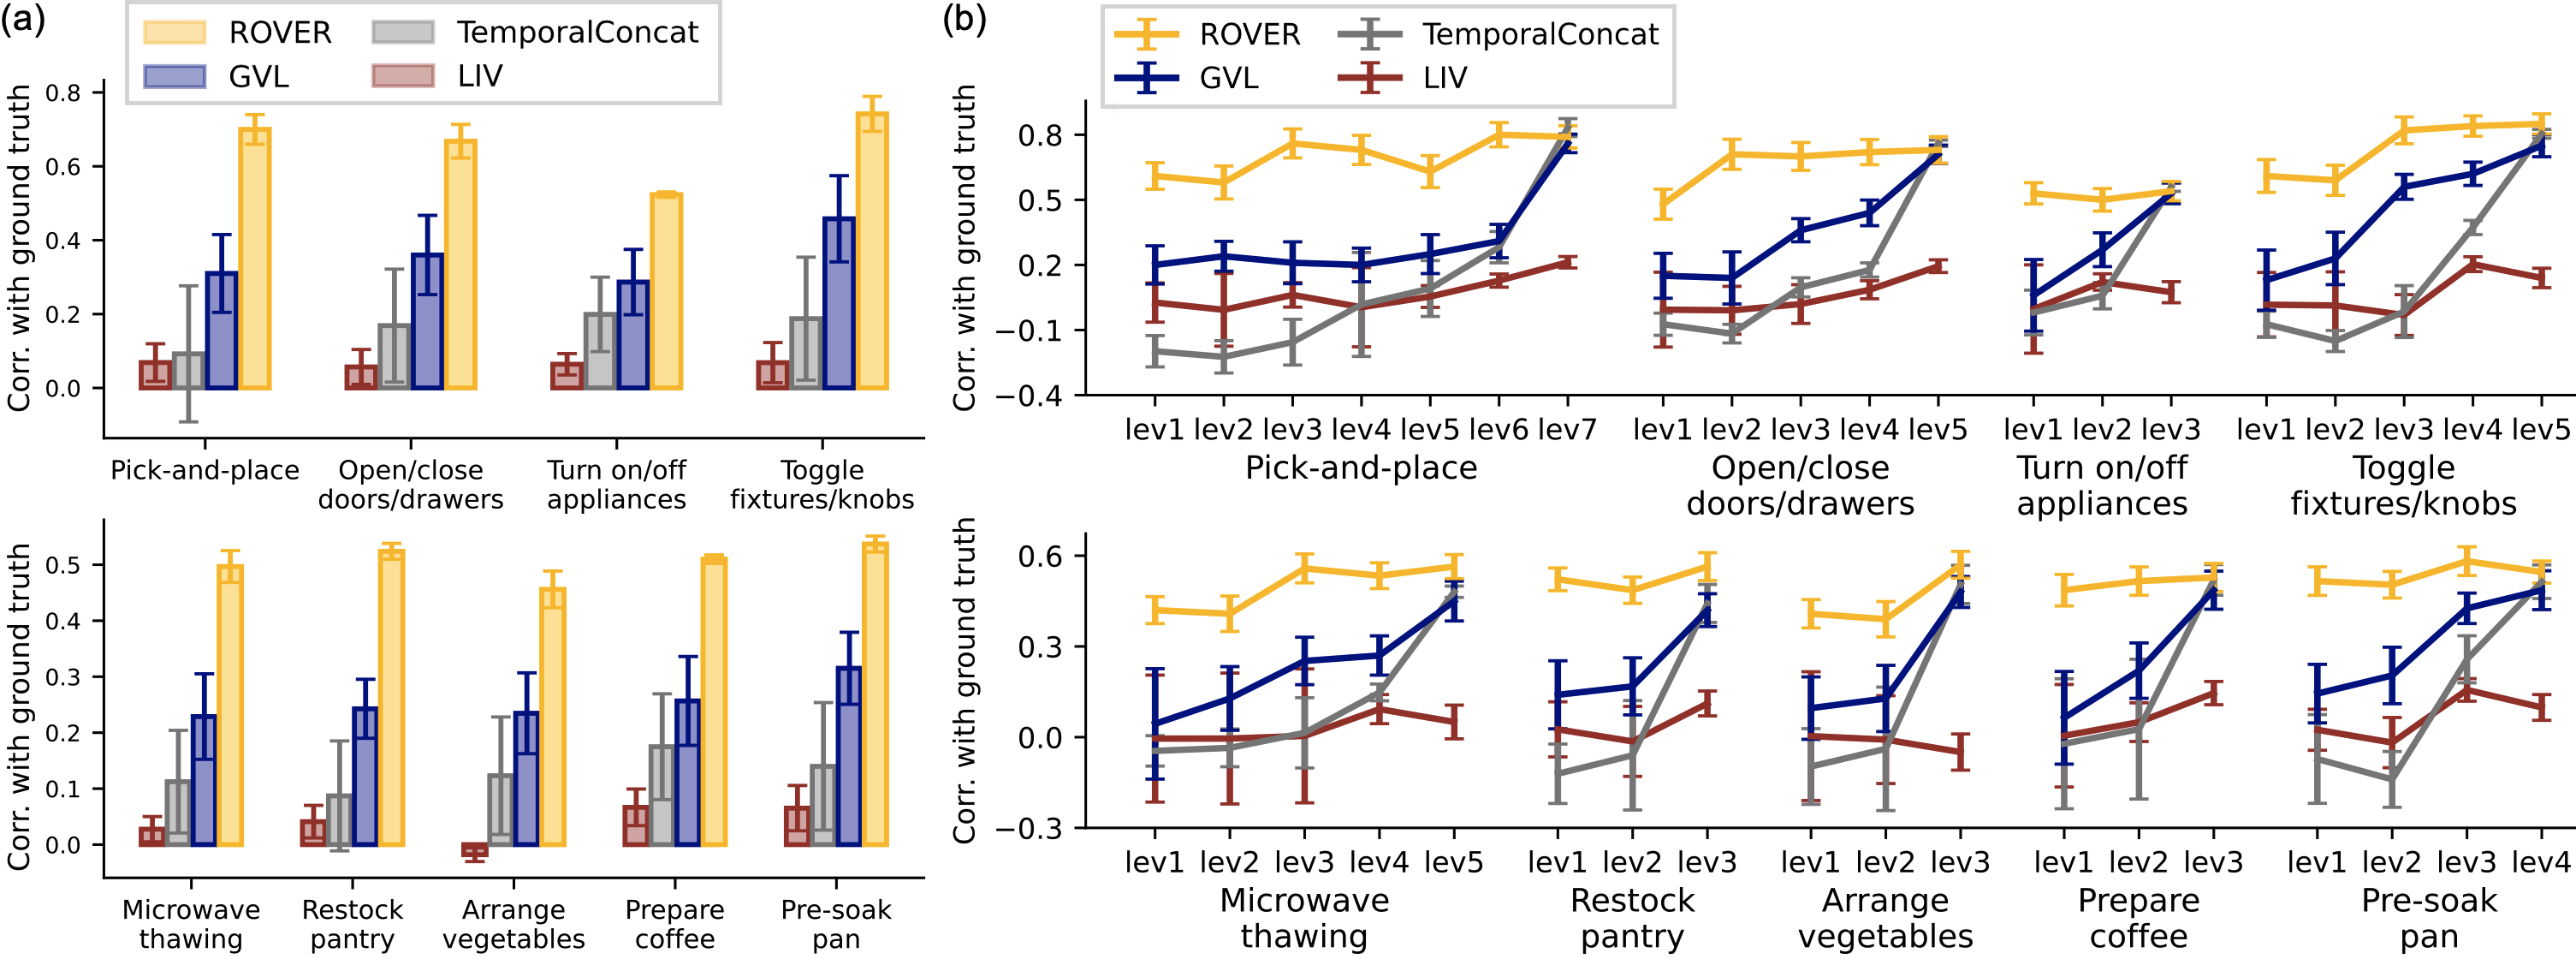 (a)
ROVER
TemporalConcat
GVL
LIV
Corr. with ground truth
0.8
0.6
0.4
0.2
0.0
Pick-and-place
Open/close
doors/drawers
Turn on/off
appliances
Toggle
fixtures/knobs
Corr. with ground truth
0.5
0.4
0.3
0.2
0.1
0.0
Microwave
thawing
Restock
pantry
Arrange
vegetables
Prepare
coffee
Pre-soak
pan
(b)
ROVER
TemporalConcat
GVL
LIV
Corr. with ground truth
0.8
0.5
0.2
−0.1
−0.4
lev1 lev2 lev3 lev4 lev5 lev6 lev7
Pick-and-place
lev1 lev2 lev3 lev4 lev5
Open/close
doors/drawers
lev1 lev2 lev3
Turn on/off
appliances
lev1 lev2 lev3 lev4 lev5
Toggle
fixtures/knobs
Corr. with ground truth
0.6
0.3
0.0
−0.3
lev1 lev2 lev3 lev4 lev5
Microwave
thawing
lev1 lev2 lev3
Restock
pantry
lev1 lev2 lev3
Arrange
vegetables
lev1 lev2 lev3
Prepare
coffee
lev1 lev2 lev3 lev4
Pre-soak
pan